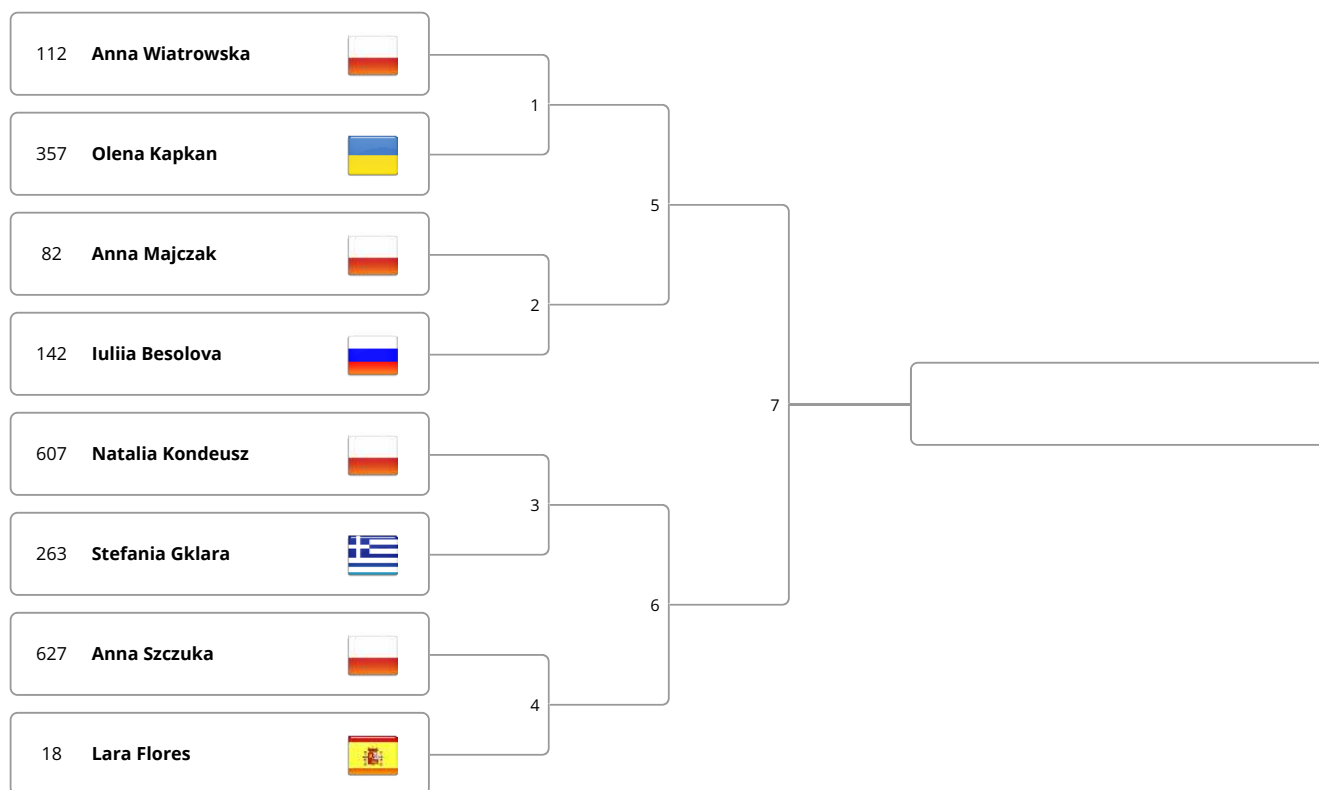 112 Anna Wiatrowska
1
357 Olena Kapkan
5
82 Anna Majczak
2
142 Iuliia Besolova
7
607 Natalia Kondeusz
3
263 Stefania Gklara
6
627 Anna Szczuka
4
18 Lara Flores